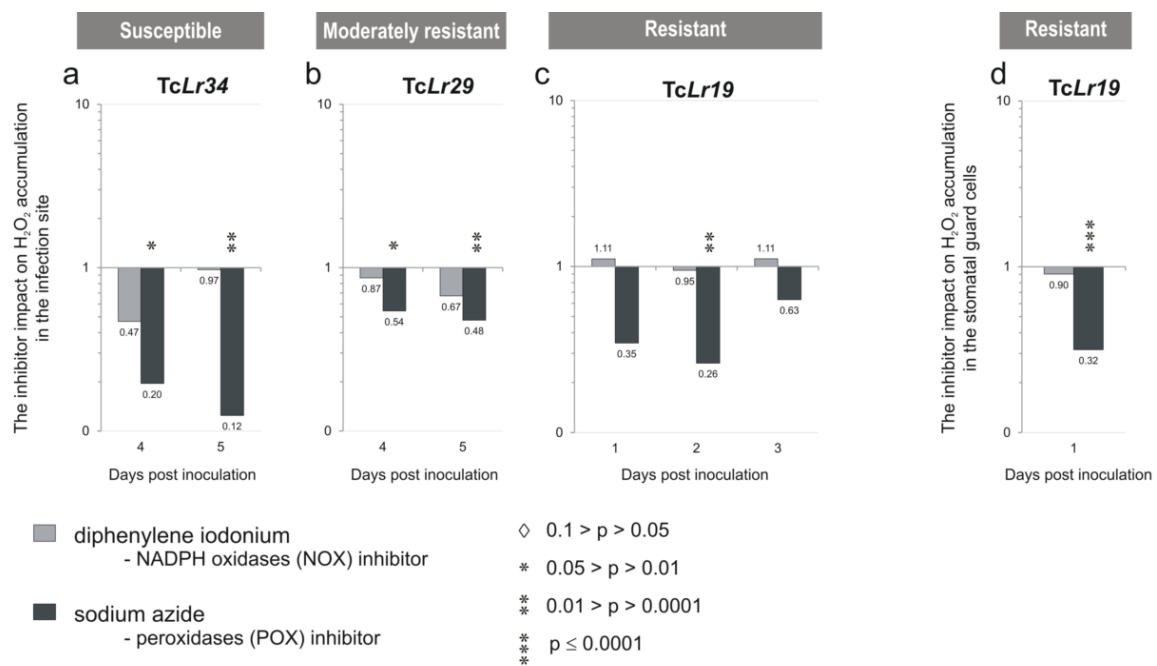 Susceptible
Moderately resistant
Resistant
Resistant
a
TcLr34
The inhibitor impact on H₂O₂ accumulation
in the infection site
10
1
0
*
**
0.47
0.20
0.97
0.12
4
5
Days post inoculation
b
TcLr29
10
1
0
*
**
0.87
0.54
0.67
0.48
4
5
Days post inoculation
c
TcLr19
10
1
0
**
1.11
0.35
0.95
0.26
1.11
0.63
1
2
3
Days post inoculation
d
TcLr19
The inhibitor impact on H₂O₂ accumulation
in the stomatal guard cells
10
1
0
***
0.90
0.32
1
Days post inoculation
diphenylene iodonium
- NADPH oxidases (NOX) inhibitor
sodium azide
- peroxidases (POX) inhibitor
◊ 0.1 > p > 0.05
* 0.05 > p > 0.01
** 0.01 > p > 0.0001
*** p ≤ 0.0001